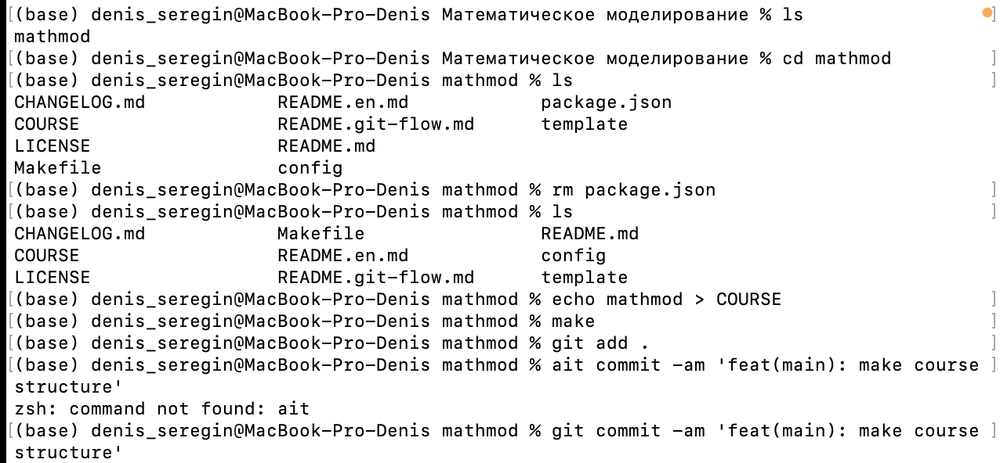 [(base) denis_seregin@MacBook-Pro-Denis Математическое моделирование % ls ]
mathmod
[(base) denis_seregin@MacBook-Pro-Denis Математическое моделирование % cd mathmod ]
[(base) denis_seregin@MacBook-Pro-Denis mathmod % ls ]
CHANGELOG.md README.en.md package.json
COURSE README.git-flow.md template
LICENSE README.md
Makefile config
[(base) denis_seregin@MacBook-Pro-Denis mathmod % rm package.json ]
[(base) denis_seregin@MacBook-Pro-Denis mathmod % ls ]
CHANGELOG.md Makefile README.md
COURSE README.en.md config
LICENSE README.git-flow.md template
[(base) denis_seregin@MacBook-Pro-Denis mathmod % echo mathmod > COURSE ]
[(base) denis_seregin@MacBook-Pro-Denis mathmod % make ]
[(base) denis_seregin@MacBook-Pro-Denis mathmod % git add . ]
[(base) denis_seregin@MacBook-Pro-Denis mathmod % ait commit -am 'feat(main): make course ]
structure'
zsh: command not found: ait
[(base) denis_seregin@MacBook-Pro-Denis mathmod % git commit -am 'feat(main): make course ]
structure'